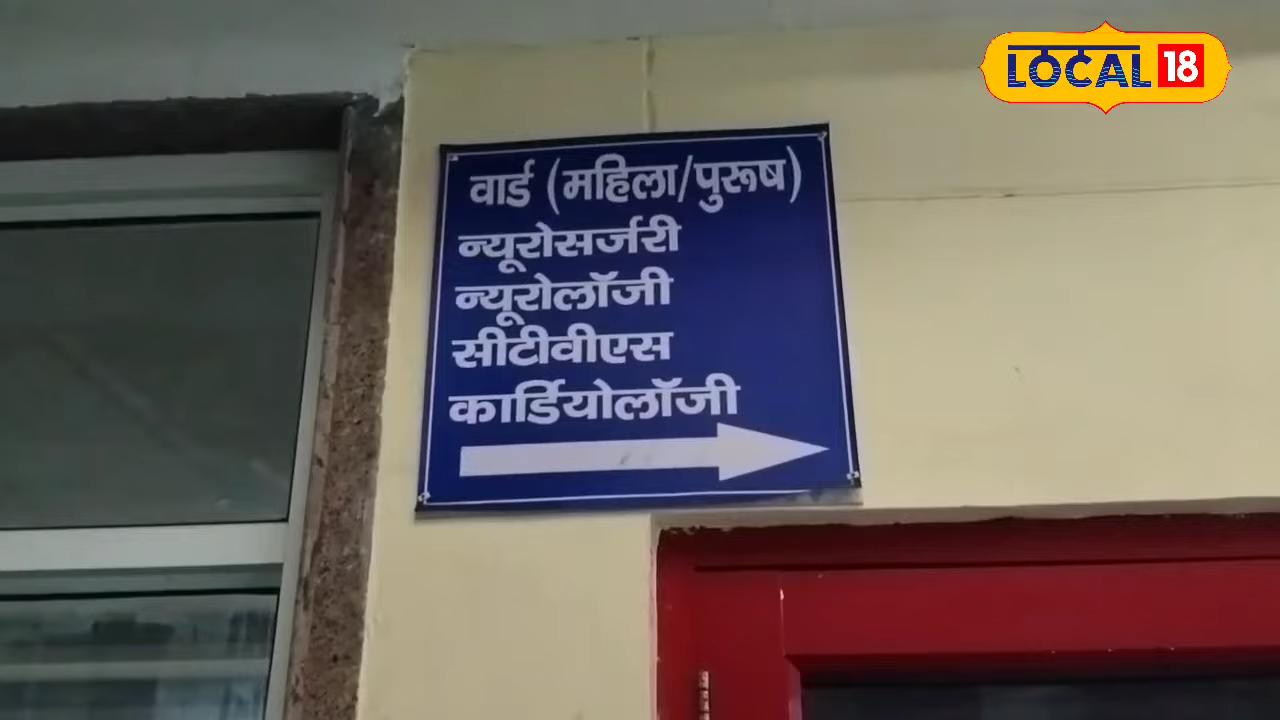 LOCAL 18
वार्ड (महिला/पुरूष)
न्यूरोसर्जरी
न्यूरोलॉजी
सीटीवीएस
कार्डियोलॉजी